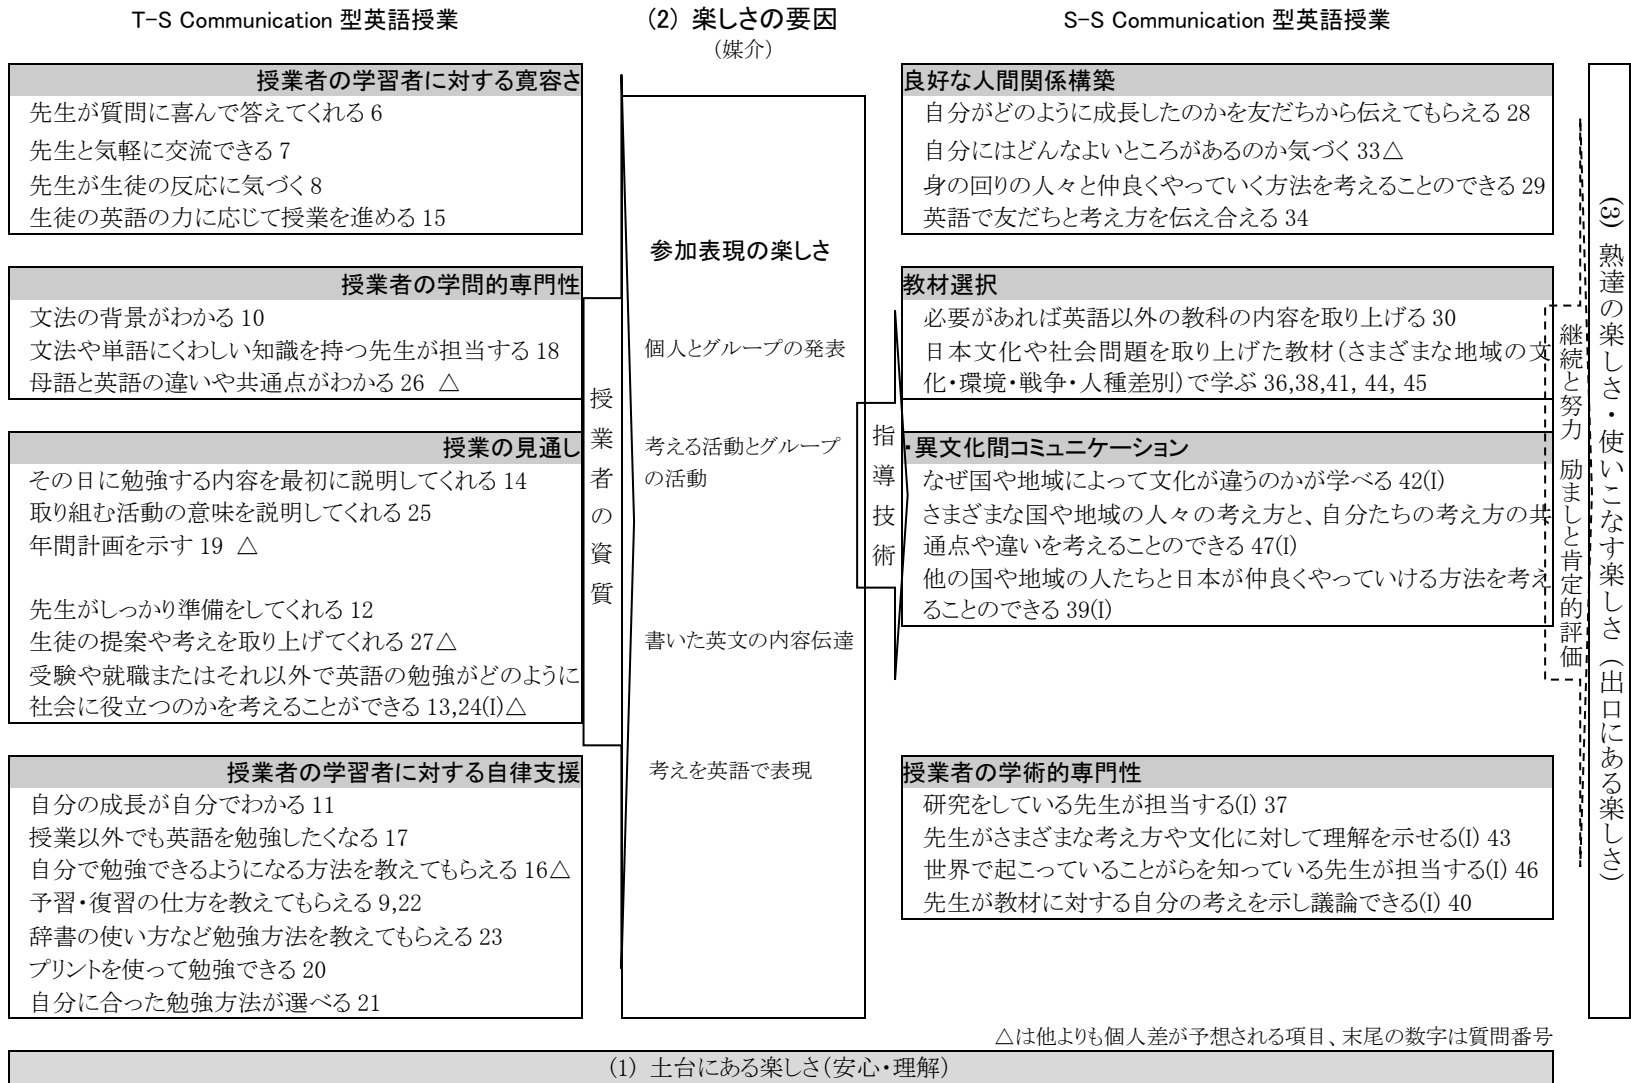 T-S Communication 型英語授業
(2) 楽しさの要因
(媒介)
S-S Communication 型英語授業
授業者の学習者に対する寛容さ
先生が質問に喜んで答えてくれる 6
先生と気軽に交流できる 7
先生が生徒の反応に気づく 8
生徒の英語の力に応じて授業を進める 15
授業者の学問的専門性
文法の背景がわかる 10
文法や単語にくわしい知識を持つ先生が担当する 18
母語と英語の違いや共通点がわかる 26 △
授業の見通し
その日に勉強する内容を最初に説明してくれる 14
取り組む活動の意味を説明してくれる 25
年間計画を示す 19 △
先生がしっかり準備をしてくれる 12
生徒の提案や考えを取り上げてくれる 27△
受験や就職またはそれ以外で英語の勉強がどのように
社会に役立つのかを考えることができる 13,24(I)△
授業者の学習者に対する自律支援
自分の成長が自分でわかる 11
授業以外でも英語を勉強したくなる 17
自分で勉強できるようになる方法を教えてもらえる 16△
予習・復習の仕方を教えてもらえる 9,22
辞書の使い方など勉強方法を教えてもらえる 23
プリントを使って勉強できる 20
自分に合った勉強方法が選べる 21
授業者の資質
参加表現の楽しさ
個人とグループの発表
考える活動とグループ
の活動
書いた英文の内容伝達
考えを英語で表現
指導技術
良好な人間関係構築
自分がどのように成長したのかを友だちから伝えてもらえる 28
自分にはどんなよいところがあるのか気づく 33△
身の回りの人々と仲良くやっていく方法を考えることのできる 29
英語で友だちと考え方を伝え合える 34
教材選択
必要があれば英語以外の教科の内容を取り上げる 30
日本文化や社会問題を取り上げた教材(さまざまな地域の文
化・環境・戦争・人種差別)で学ぶ 36,38,41, 44, 45
・異文化間コミュニケーション
なぜ国や地域によって文化が違うのかが学べる 42(I)
さまざまな国や地域の人々の考え方と、自分たちの考え方の共
通点や違いを考えることのできる 47(I)
他の国や地域の人たちと日本が仲良くやっていける方法を考え
ることのできる 39(I)
授業者の学術的専門性
研究をしている先生が担当する(I) 37
先生がさまざまな考え方や文化に対して理解を示せる(I) 43
世界で起こっていることがらを知っている先生が担当する(I) 46
先生が教材に対する自分の考えを示し議論できる(I) 40
継続と努力 励ましと肯定的評価
(3) 熟達の楽しさ・使いこなす楽しさ（出口にある楽しさ）
△は他よりも個人差が予想される項目、末尾の数字は質問番号
(1) 土台にある楽しさ(安心・理解)